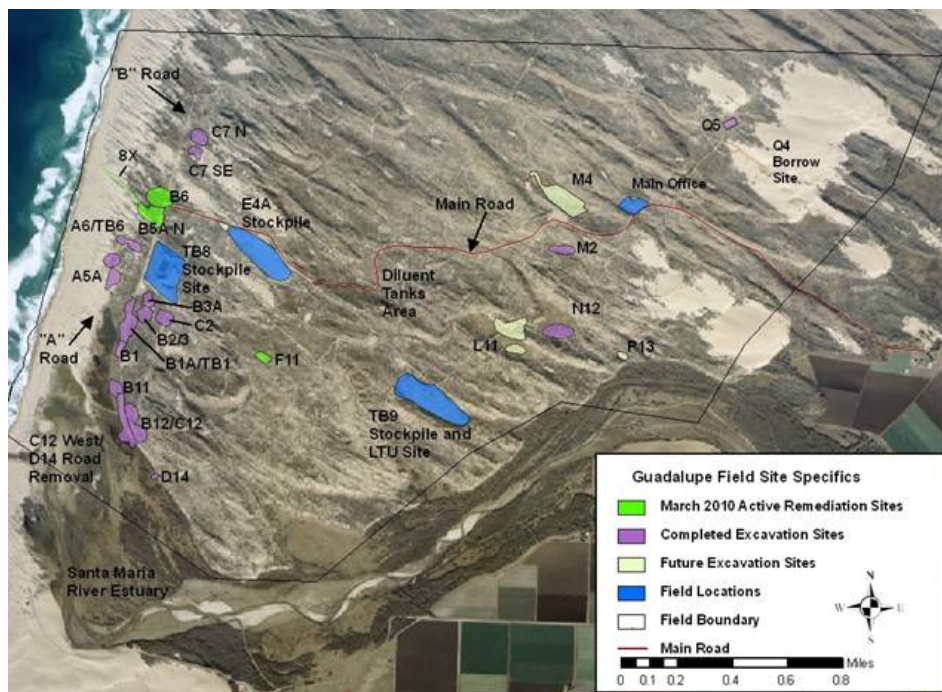 "B" Road
C7 N
C7 SE
8X
B6
B5A N
A6/TB6
A5A
E4A
Stockpile
TB8
Stockpile
Site
Main Road
M4
Main Office
Q5
Q4
Borrow
Site
M2
Diluent
Tanks
Area
N12
L11
P13
B3A
C2
B2/3
"A"
Road
B1
B1A/TB1
F11
B11
B12/C12
TB9
Stockpile and
LTU Site
C12 West/
D14 Road
Removal
D14
Santa Maria
River Estuary
Guadalupe Field Site Specifics
March 2010 Active Remediation Sites
Completed Excavation Sites
Future Excavation Sites
Field Locations
Field Boundary
Main Road
N
W
E
S
Miles
0 0.1 0.2 0.4 0.6 0.8